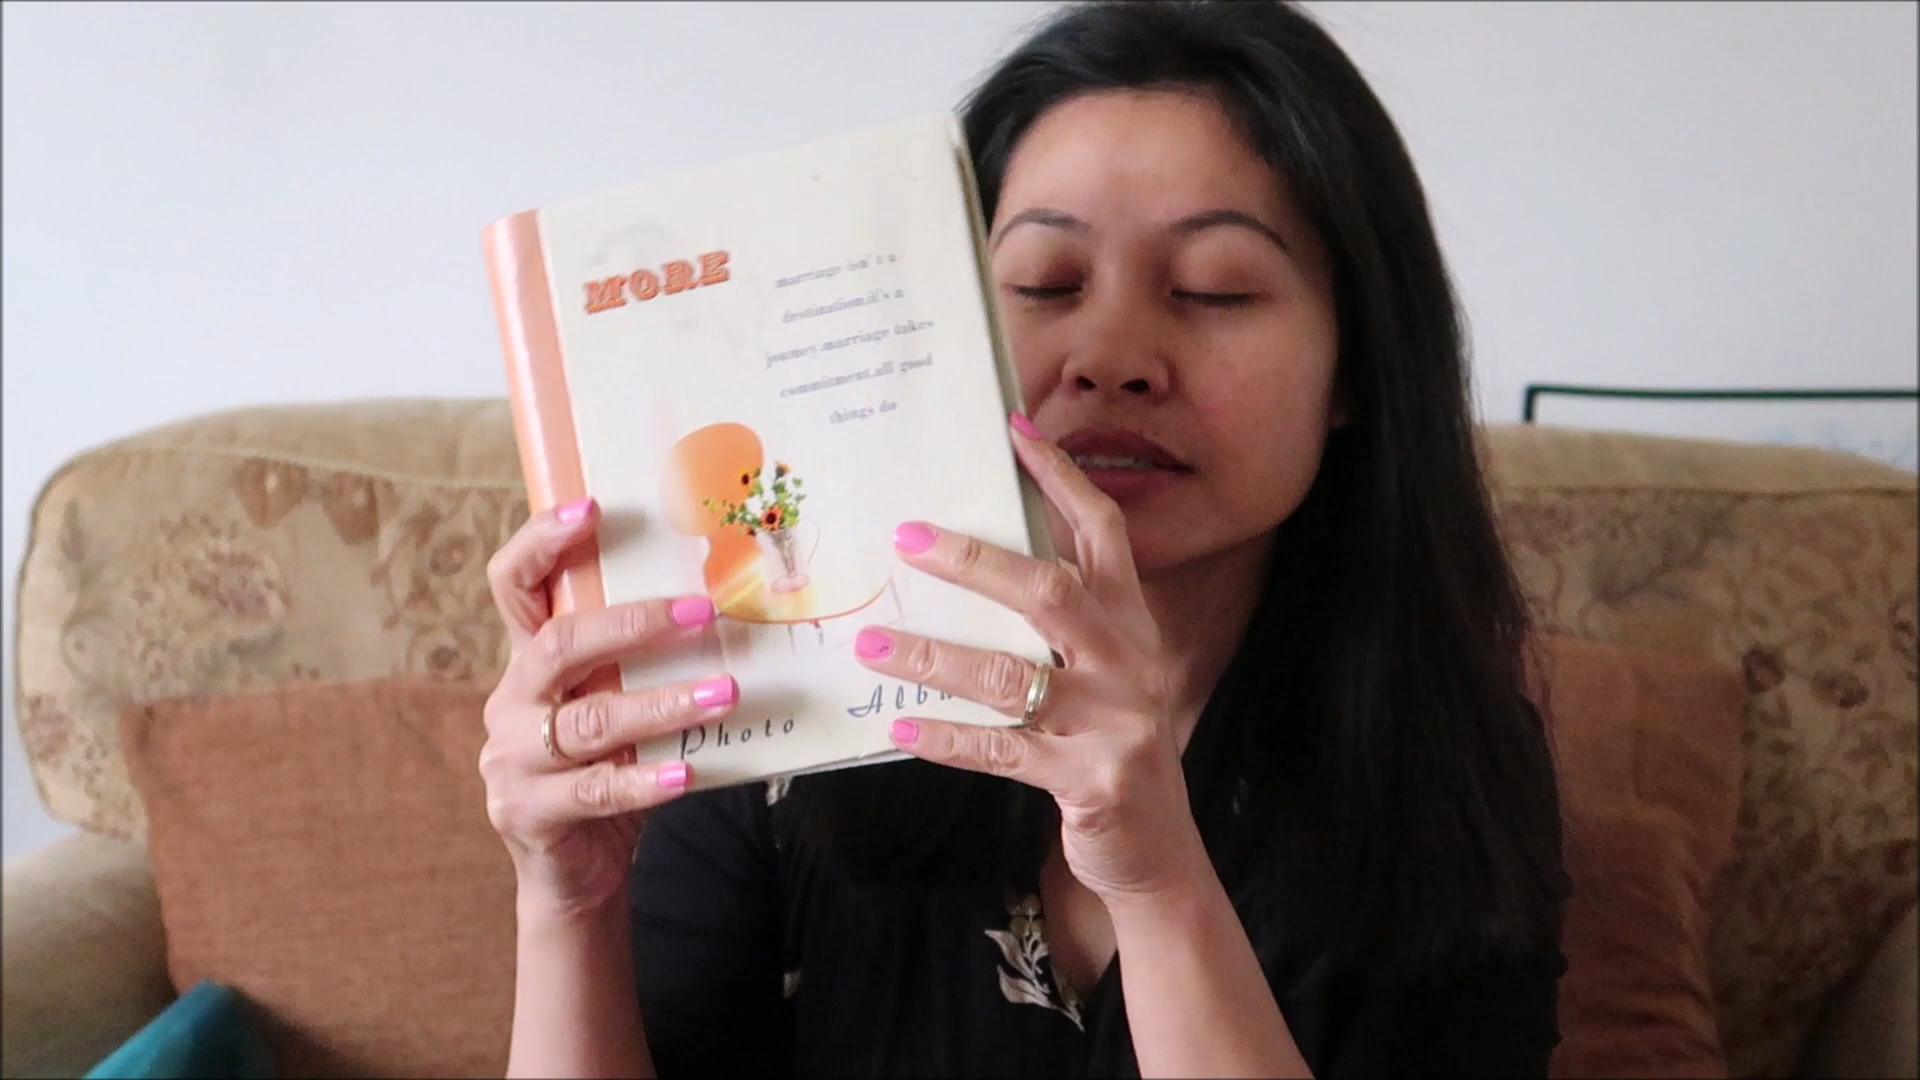 MORE
marriage isn't a
destination.it's a
journey.marriage takes
commitment.all good
things do
Photo